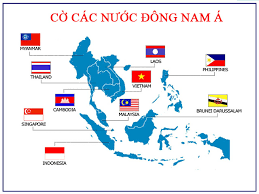 CỜ CÁC NƯỚC ĐÔNG NAM Á
MYANMAR
LAOS
PHILIPPINES
THAILAND
VIETNAM
CAMBODIA
MALAYSIA
BRUNEI DARUSSALAM
SINGAPORE
INDONESIA